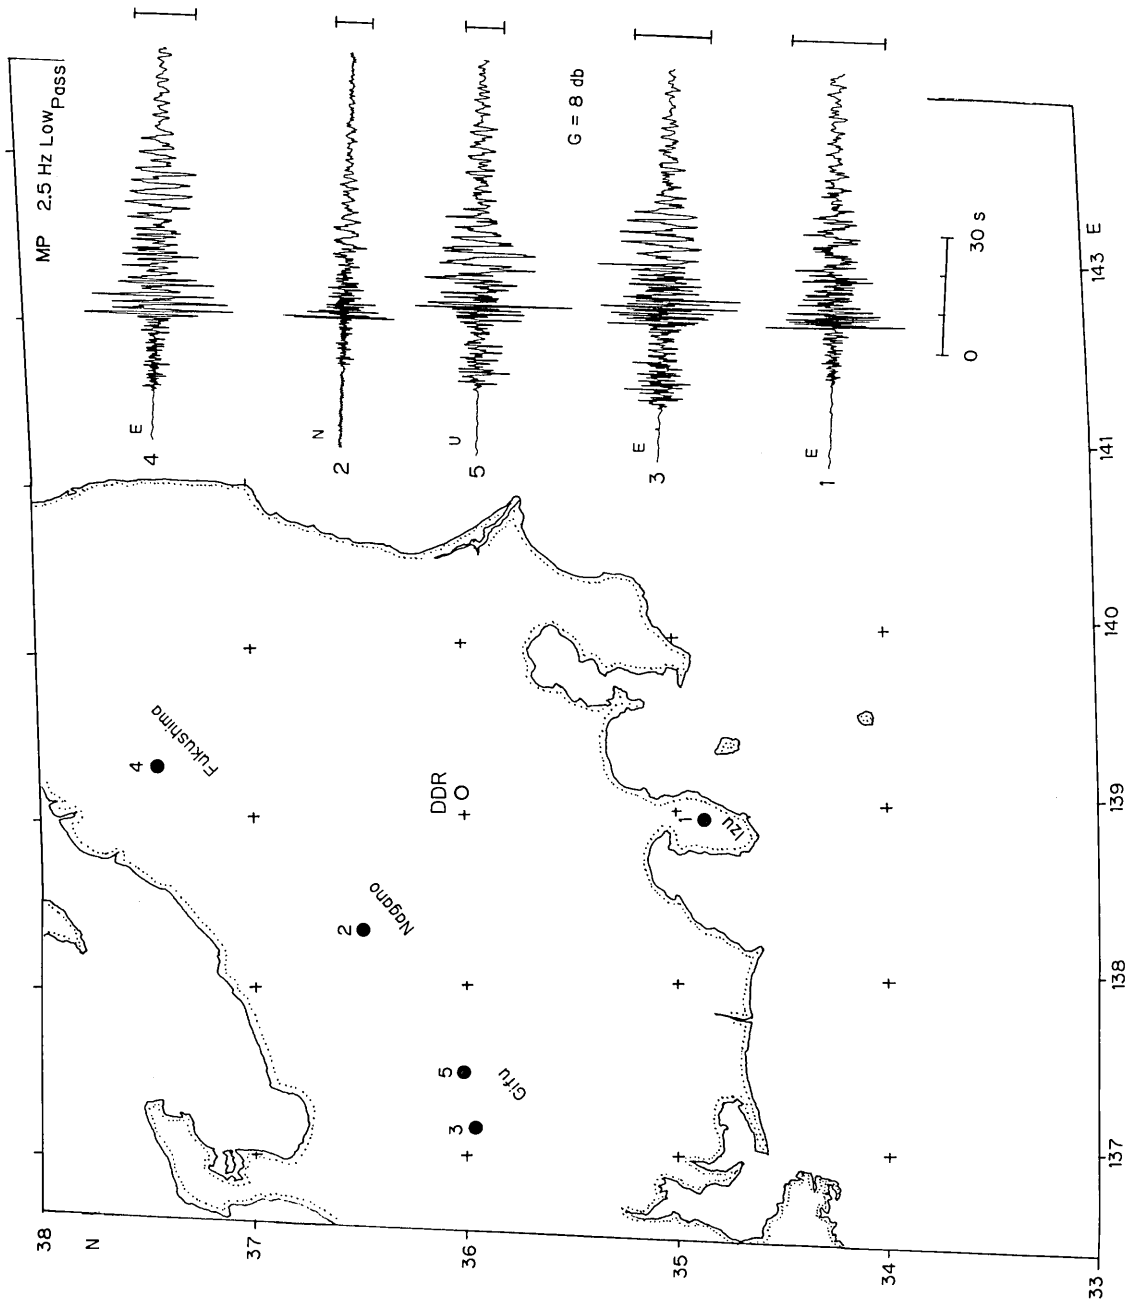 MP 2.5 Hz Low Pass
4 E
2 N
5 U
G = 8 db
3 E
1 E
0 30 s
4
Fukushima
DDR
2
Nagano
1
Izu
5
3
Gifu
38
N
37
36
35
34
33
137
138
139
140
141
143
E